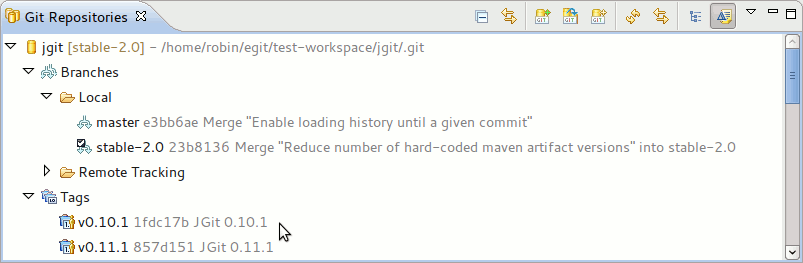 Git Repositories
jgit [stable-2.0] - /home/robin/egit/test-workspace/jgit/.git
Branches
Local
master e3bb6ae Merge "Enable loading history until a given commit"
stable-2.0 23b8136 Merge "Reduce number of hard-coded maven artifact versions" into stable-2.0
Remote Tracking
Tags
v0.10.1 1fdc17b JGit 0.10.1
v0.11.1 857d151 JGit 0.11.1